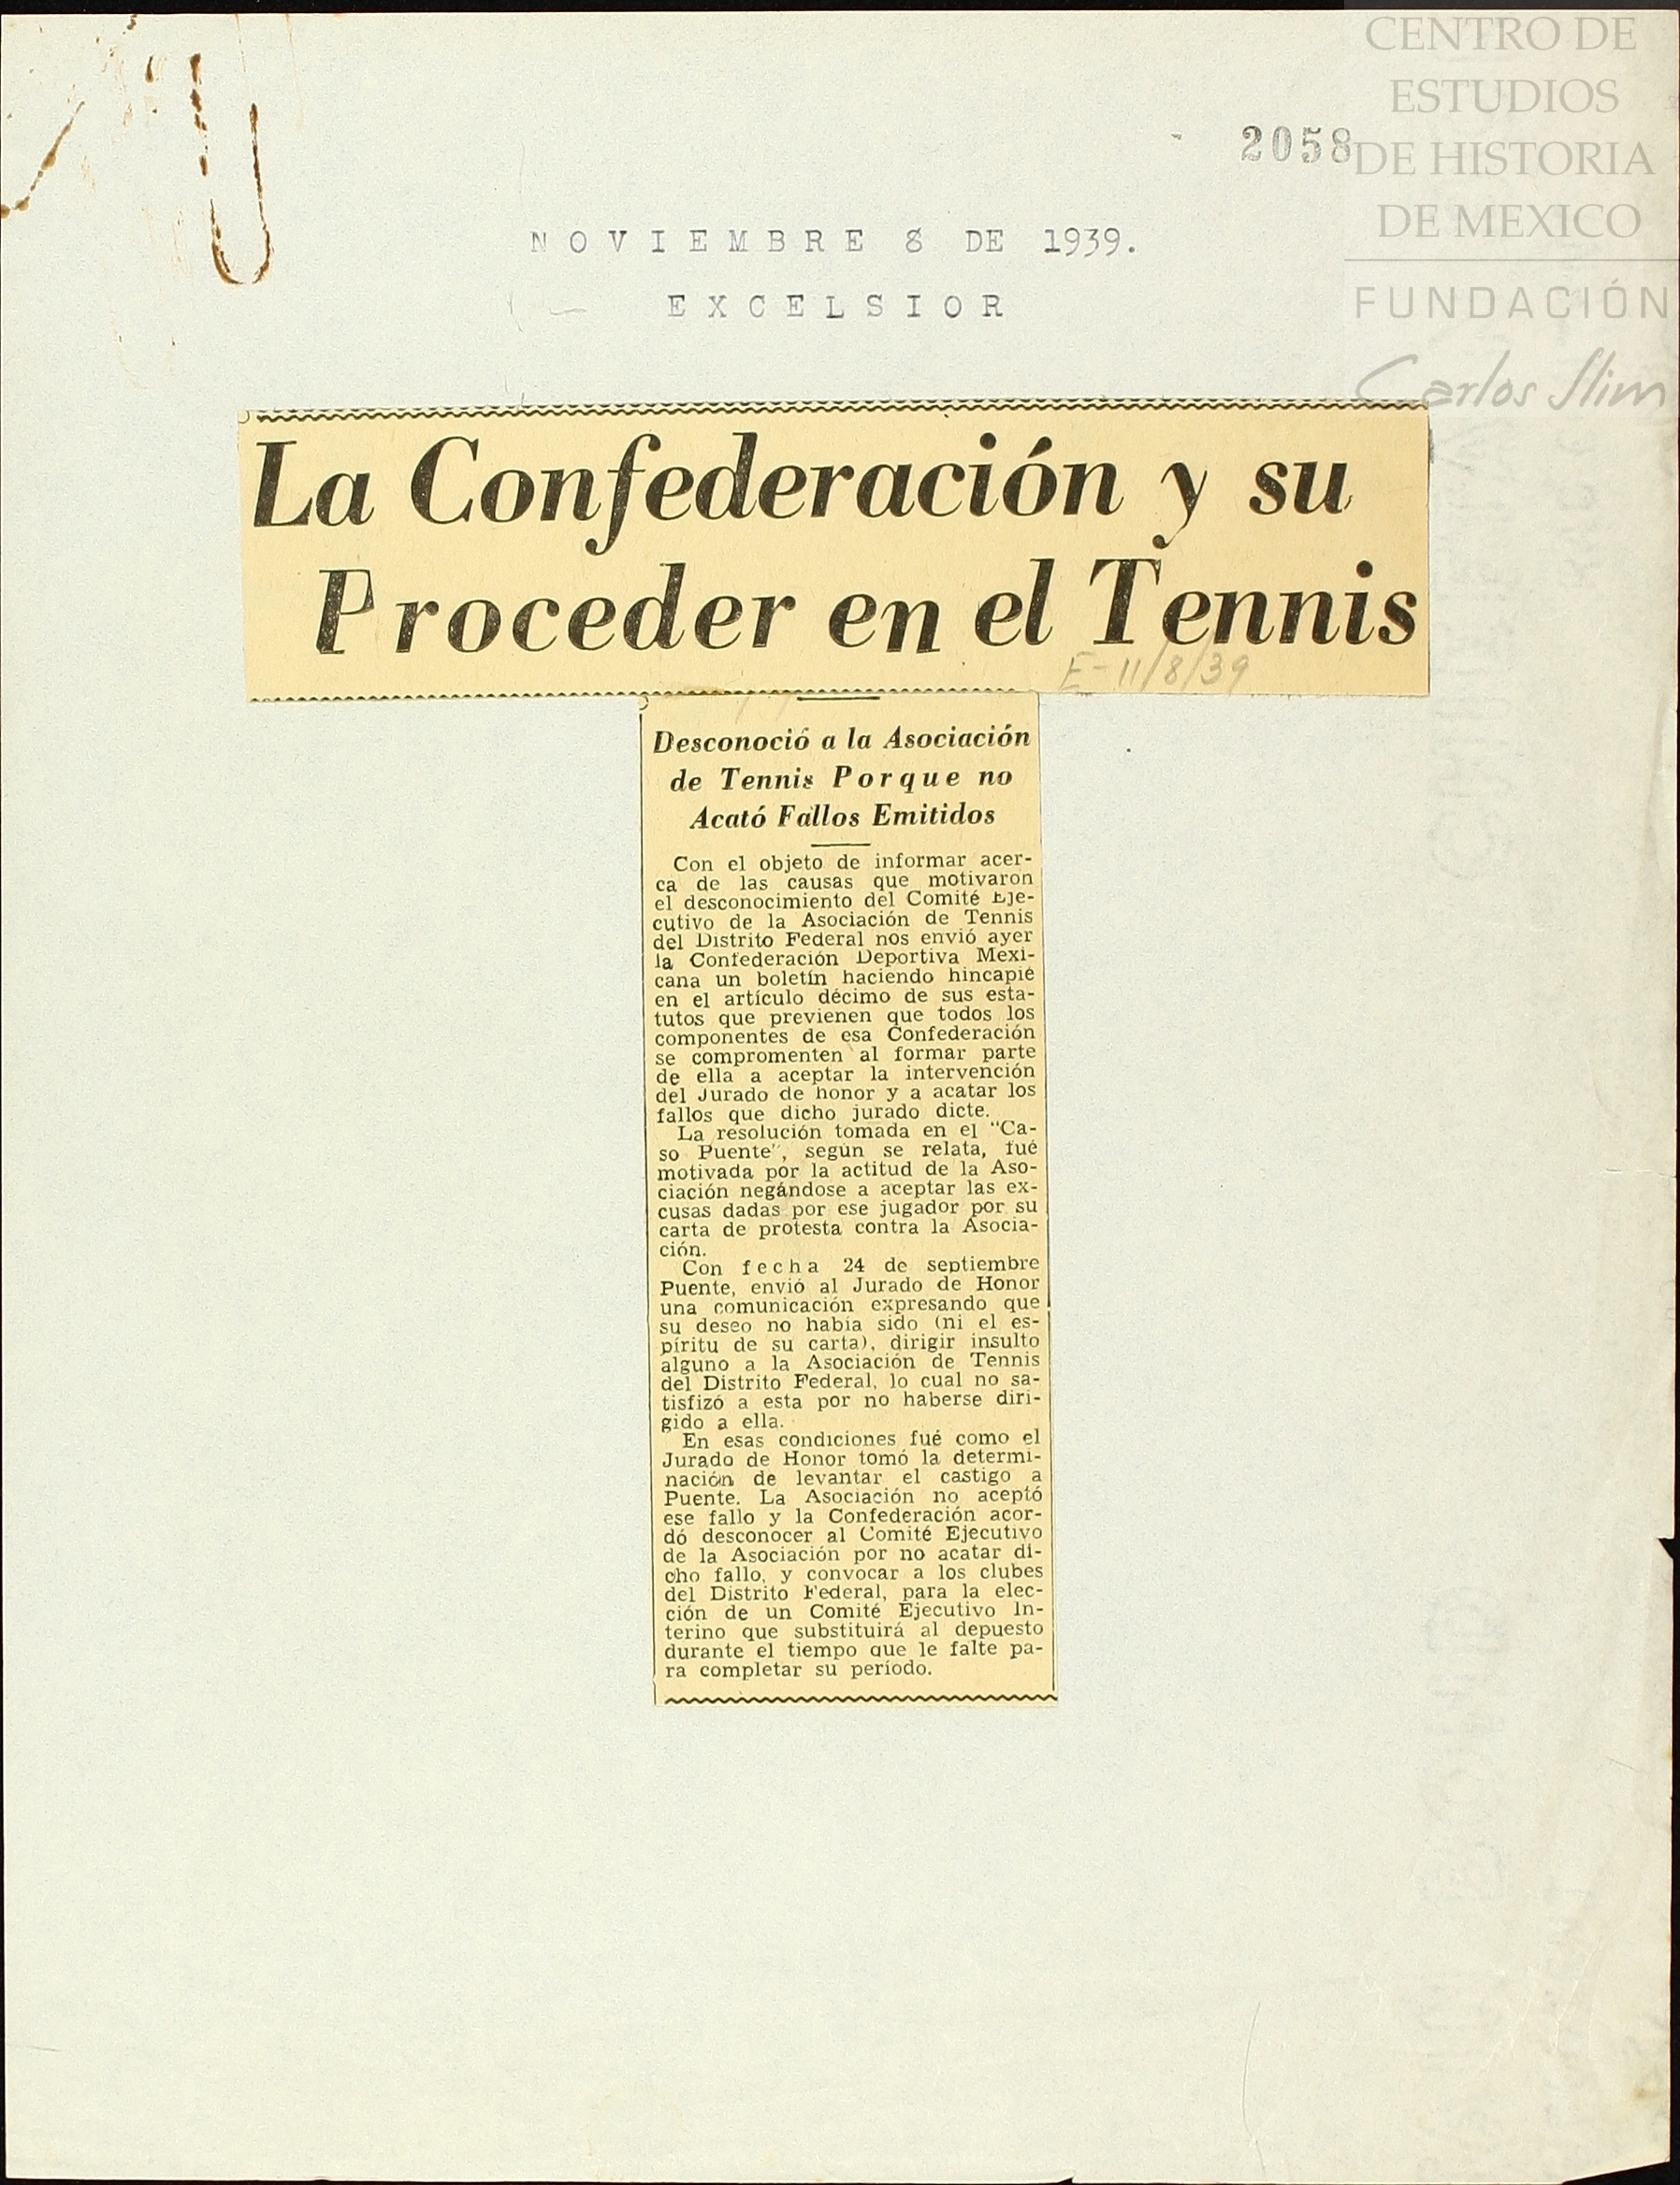 CENTRO DE
ESTUDIOS
DE HISTORIA
DE MEXICO
FUNDACIÓN
Carlos Slim
2058
NOVIEMBRE 8 DE 1939.
EXCELSIOR
La Confederación y su
Proceder en el Tennis
E-11/8/39
Desconoció a la Asociación
de Tennis Porque no
Acató Fallos Emitidos
Con el objeto de informar acer-
ca de las causas que motivaron
el desconocimiento del Comité Eje-
cutivo de la Asociación de Tennis
del Distrito Federal nos envió ayer
la Confederación Deportiva Mexi-
cana un boletín haciendo hincapié
en el artículo décimo de sus esta-
tutos que previenen que todos los
componentes de esa Confederación
se compromenten al formar parte
de ella a aceptar la intervención
del Jurado de honor y a acatar los
fallos que dicho jurado dicte.
La resolución tomada en el "Ca-
so Puente", según se relata, fué
motivada por la actitud de la Aso-
ciación negándose a aceptar las ex-
cusas dadas por ese jugador por su
carta de protesta contra la Asocia-
ción.
Con fecha 24 de septiembre
Puente, envió al Jurado de Honor
una comunicación expresando que
su deseo no había sido (ni el es-
píritu de su carta), dirigir insulto
alguno a la Asociación de Tennis
del Distrito Federal, lo cual no sa-
tisfizó a esta por no haberse diri-
gido a ella.
En esas condiciones fué como el
Jurado de Honor tomó la determi-
nación de levantar el castigo a
Puente. La Asociación no aceptó
ese fallo y la Confederación acor-
dó desconocer al Comité Ejecutivo
de la Asociación por no acatar di-
cho fallo, y convocar a los clubes
del Distrito Federal, para la elec-
ción de un Comité Ejecutivo In-
terino que substituirá al depuesto
durante el tiempo que le falte pa-
ra completar su período.